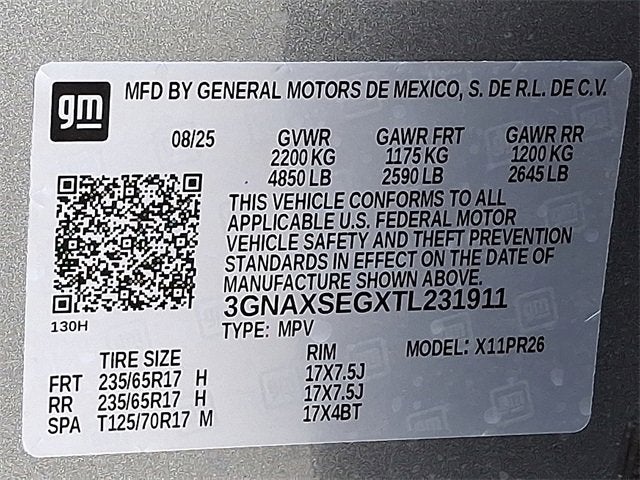 gm MFD BY GENERAL MOTORS DE MEXICO, S. DE R.L. DE C.V.
08/25 GVWR GAWR FRT GAWR RR
2200 KG 1175 KG 1200 KG
4850 LB 2590 LB 2645 LB
THIS VEHICLE CONFORMS TO ALL
APPLICABLE U.S. FEDERAL MOTOR
VEHICLE SAFETY AND THEFT PREVENTION
STANDARDS IN EFFECT ON THE DATE OF
MANUFACTURE SHOWN ABOVE.
3GNAXSEGXTL231911
130H
TYPE: MPV MODEL: X11PR26
TIRE SIZE RIM
FRT 235/65R17 H 17X7.5J
RR 235/65R17 H 17X7.5J
SPA T125/70R17 M 17X4BT